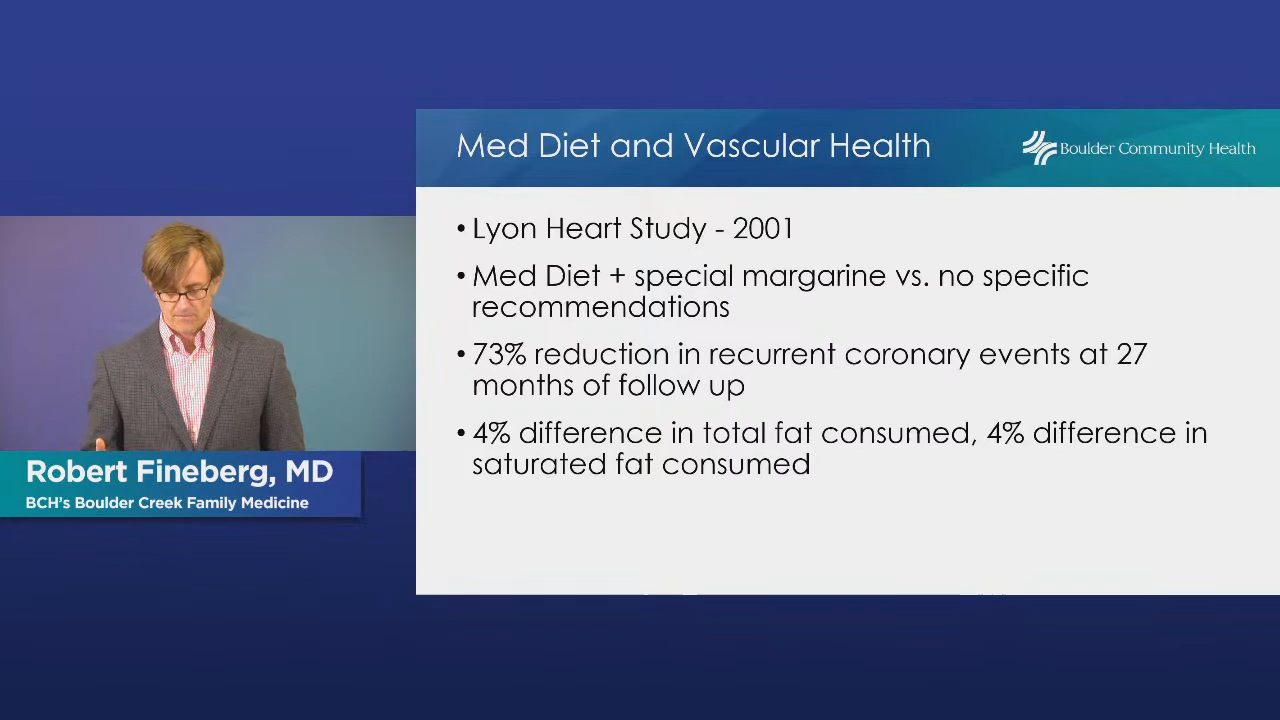 Med Diet and Vascular Health
Boulder Community Health
• Lyon Heart Study - 2001
• Med Diet + special margarine vs. no specific
recommendations
• 73% reduction in recurrent coronary events at 27
months of follow up
• 4% difference in total fat consumed, 4% difference in
saturated fat consumed
Robert Fineberg, MD
BCH's Boulder Creek Family Medicine